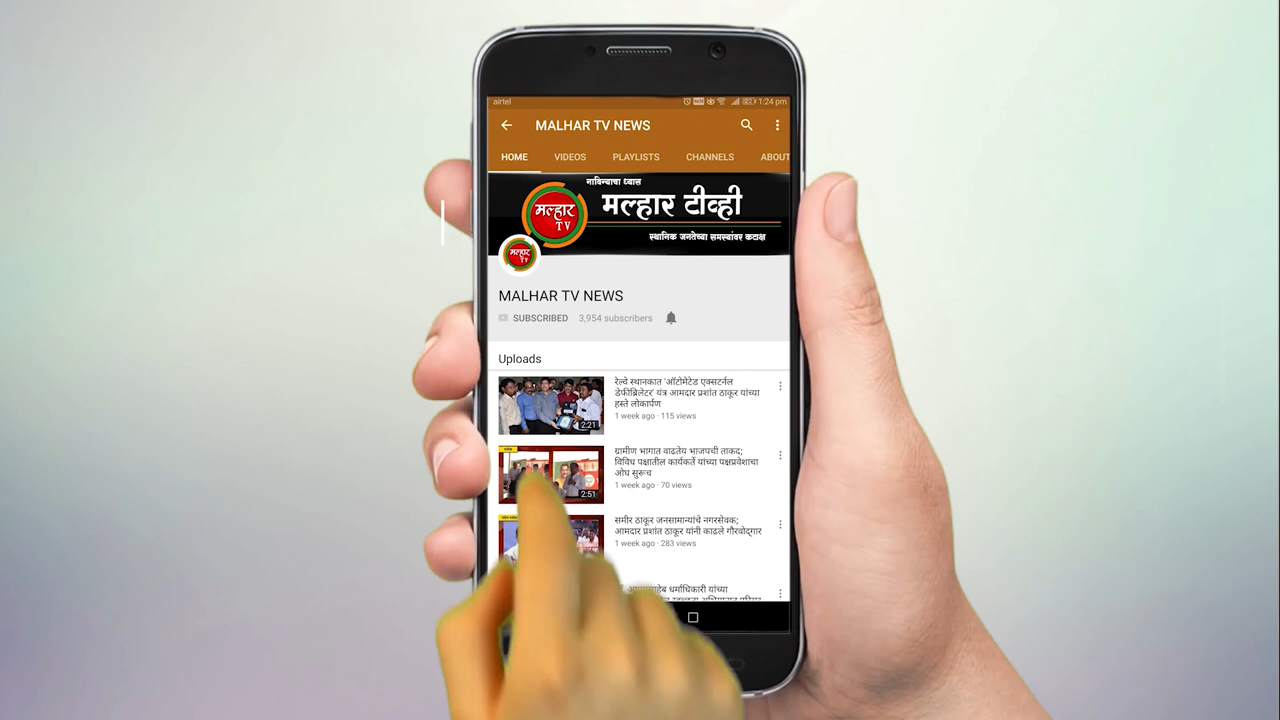 airtel 1:24 pm
MALHAR TV NEWS
HOME VIDEOS PLAYLISTS CHANNELS ABOUT
नाविन्याचा ध्यास
मल्हार टीव्ही
स्थानिक जनतेच्या समस्यांवर कटाक्ष
मल्हार
TV
मल्हार
TV
MALHAR TV NEWS
SUBSCRIBED 3,954 subscribers
Uploads
रेल्वे स्थानकात 'ऑटोमेटेड एक्सटर्नल
डेफीब्रिलेटर' यंत्र आमदार प्रशांत ठाकूर यांच्या
हस्ते लोकार्पण
1 week ago · 115 views
2:21
ग्रामीण भागात वाढतेय भाजपची ताकद;
विविध पक्षातील कार्यकर्ते यांच्या पक्षप्रवेशाचा
ओघ सुरूच
1 week ago · 70 views
2:51
समीर ठाकूर जनसामान्यांचे नगरसेवक;
आमदार प्रशांत ठाकूर यांनी काढले गौरवोद्गार
1 week ago · 283 views
धर्माधिकारी यांच्या